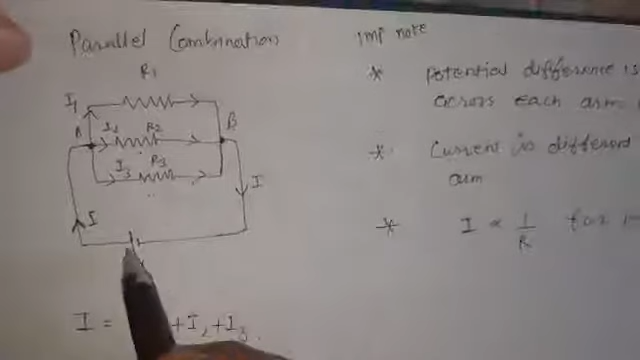 Parallel Combination
R1
I1
A
I2
R2
B
I3
R3
I
I
I = +I2+I3
imp note
* potential difference is
across each arm
* Current is different
arm
* I ∝ 1/R for